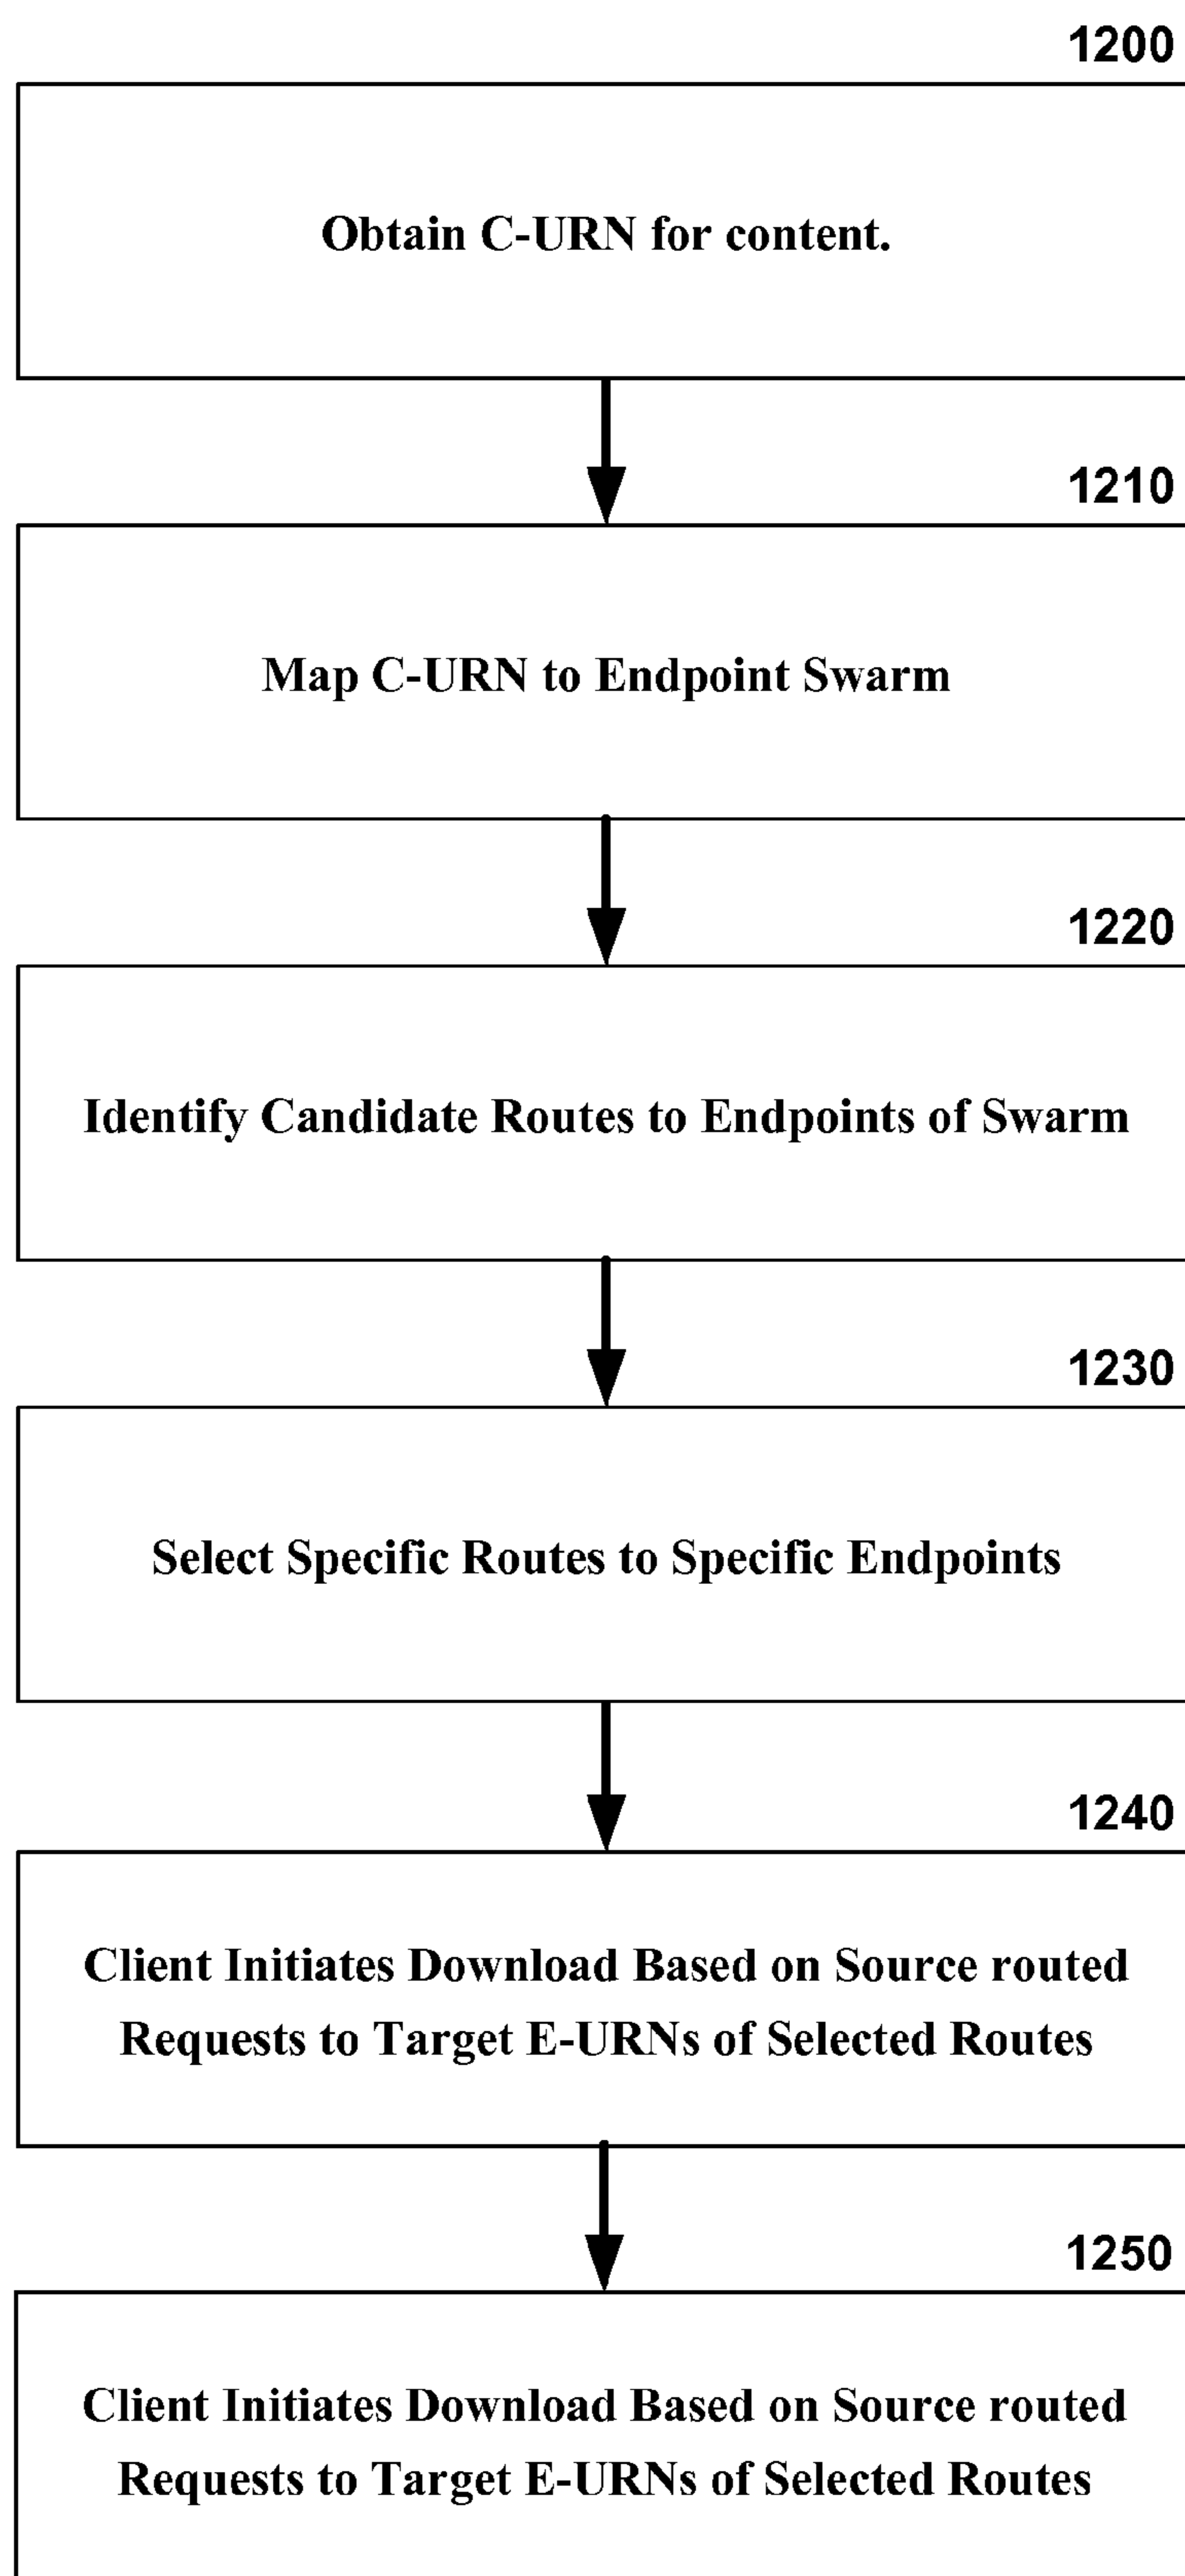 1200
Obtain C-URN for content.
1210
Map C-URN to Endpoint Swarm
1220
Identify Candidate Routes to Endpoints of Swarm
1230
Select Specific Routes to Specific Endpoints
1240
Client Initiates Download Based on Source routed
Requests to Target E-URNs of Selected Routes
1250
Client Initiates Download Based on Source routed
Requests to Target E-URNs of Selected Routes